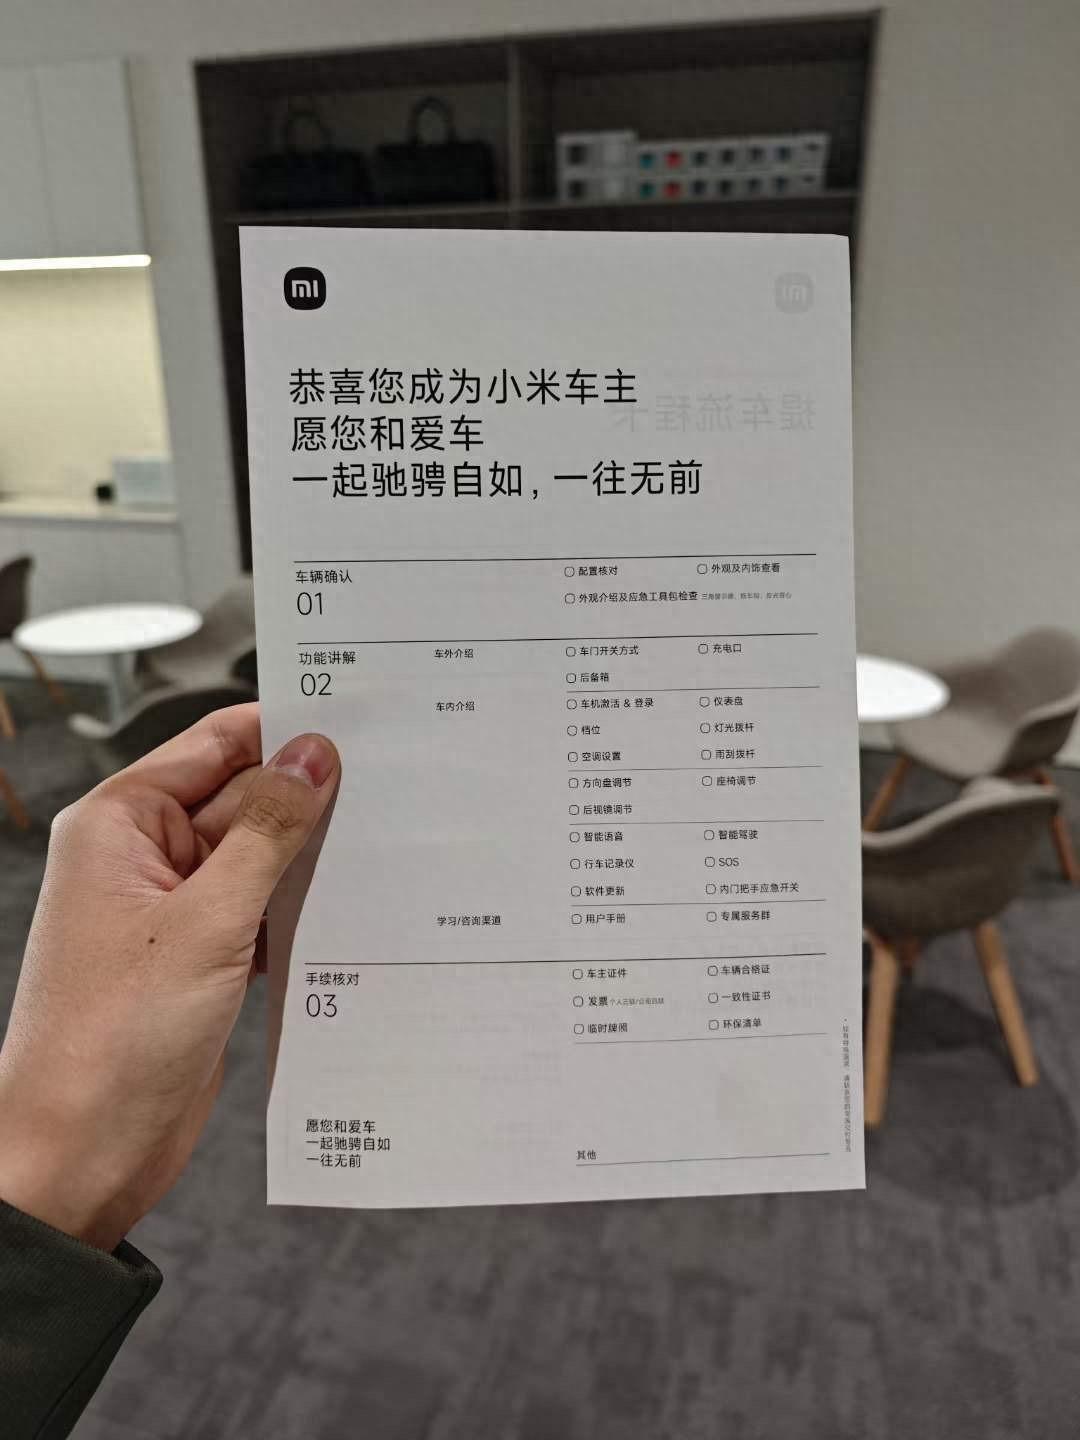 恭喜您成为小米车主
愿您和爱车
一起驰骋自如，一往无前
提车流程卡
车辆确认
01
配置核对
外观及内饰查看
外观介绍及应急工具包检查
功能讲解
02
车外介绍
车门开关方式
充电口
后备箱
车内介绍
车机激活 & 登录
仪表盘
档位
灯光拨杆
空调设置
雨刮拨杆
方向盘调节
座椅调节
后视镜调节
智能语音
智能驾驶
行车记录仪
SOS
软件更新
内门把手应急开关
学习/咨询渠道
用户手册
专属服务群
手续核对
03
车主证件
车辆合格证
发票
一致性证书
临时牌照
环保清单
愿您和爱车
一起驰骋自如
一往无前
其他